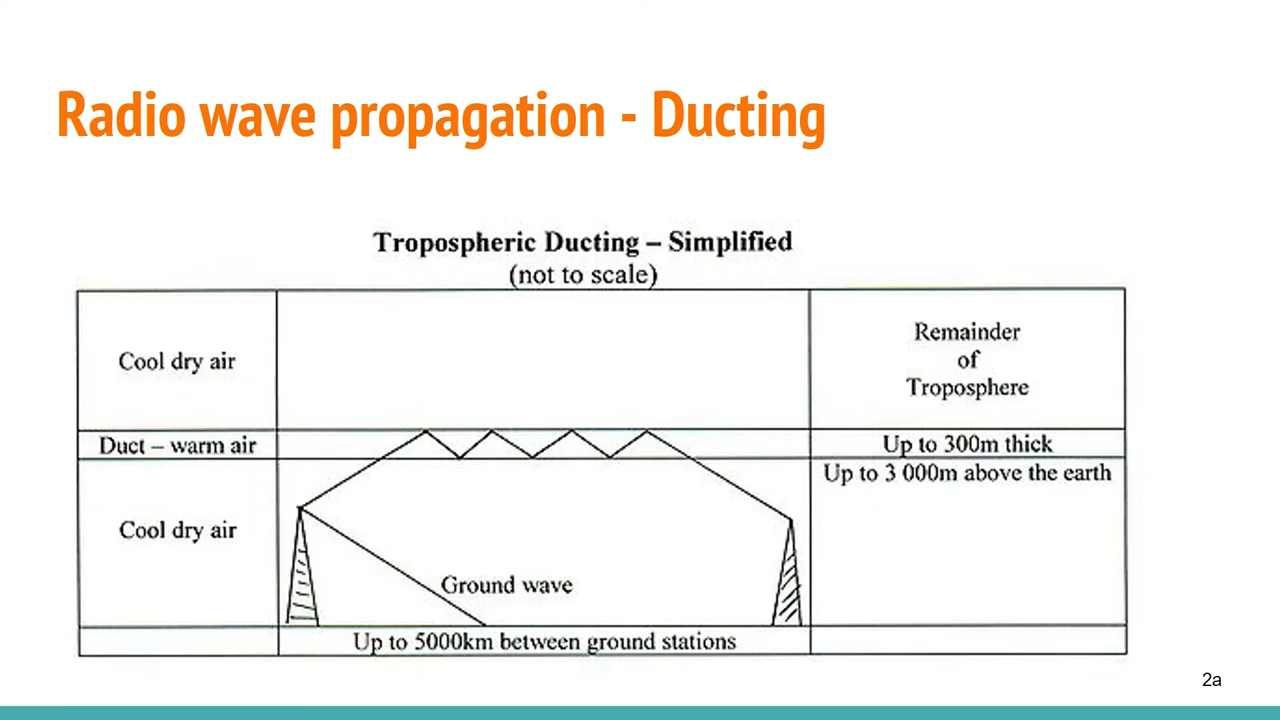 Radio wave propagation - Ducting
Tropospheric Ducting – Simplified
(not to scale)
Cool dry air
Remainder
of
Troposphere
Duct – warm air
Up to 300m thick
Up to 3 000m above the earth
Cool dry air
Ground wave
Up to 5000km between ground stations
2a